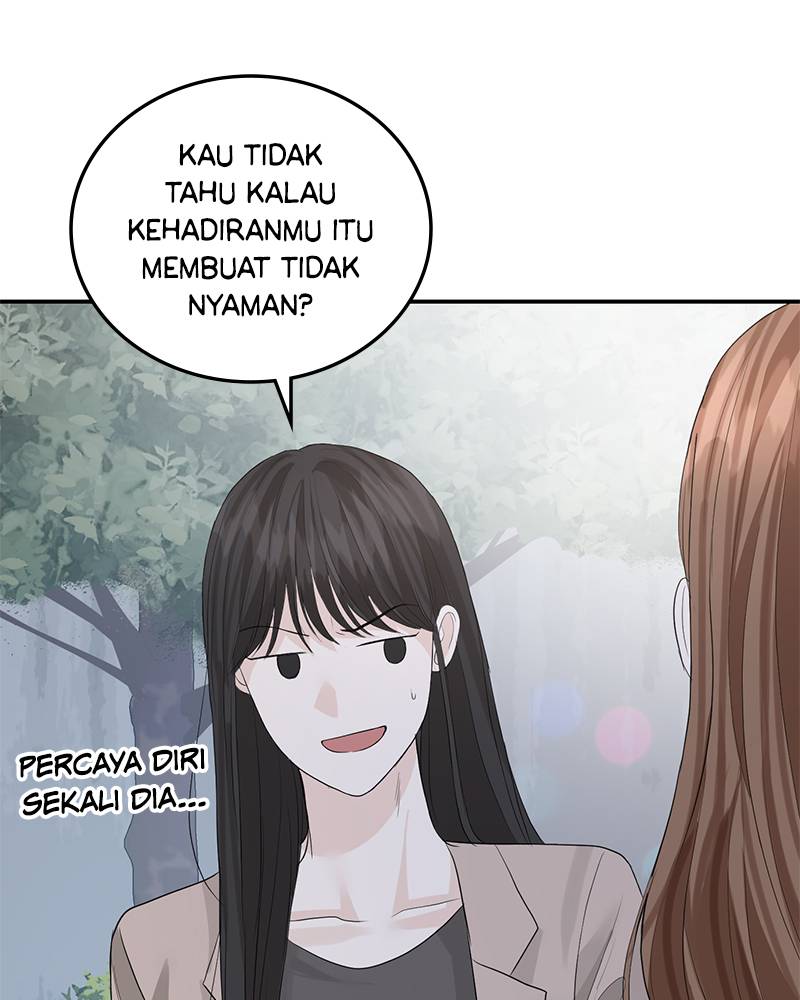 KAU TIDAK
TAHU KALAU
KEHADIRANMU ITU
MEMBUAT TIDAK
NYAMAN?
PERCAYA DIRI
SEKALI DIA...